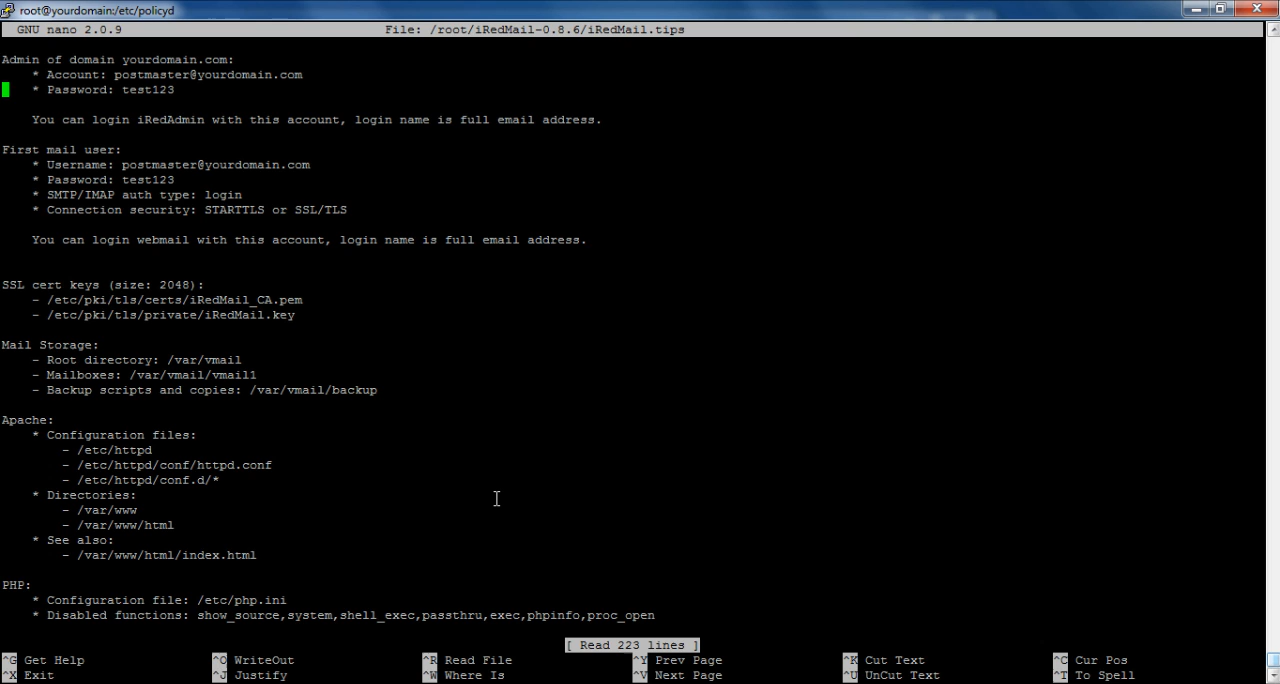 root@yourdomain:/etc/policyd
GNU nano 2.0.9 File: /root/iRedMail-0.8.6/iRedMail.tips
Admin of domain yourdomain.com:
* Account: postmaster@yourdomain.com
* Password: test123
You can login iRedAdmin with this account, login name is full email address.
First mail user:
* Username: postmaster@yourdomain.com
* Password: test123
* SMTP/IMAP auth type: login
* Connection security: STARTTLS or SSL/TLS
You can login webmail with this account, login name is full email address.
SSL cert keys (size: 2048):
- /etc/pki/tls/certs/iRedMail_CA.pem
- /etc/pki/tls/private/iRedMail.key
Mail Storage:
- Root directory: /var/vmail
- Mailboxes: /var/vmail/vmail1
- Backup scripts and copies: /var/vmail/backup
Apache:
* Configuration files:
- /etc/httpd
- /etc/httpd/conf/httpd.conf
- /etc/httpd/conf.d/*
* Directories:
- /var/www
- /var/www/html
* See also:
- /var/www/html/index.html
PHP:
* Configuration file: /etc/php.ini
* Disabled functions: show_source,system,shell_exec,passthru,exec,phpinfo,proc_open
[ Read 223 lines ]
^G Get Help ^O WriteOut ^R Read File ^Y Prev Page ^K Cut Text ^C Cur Pos
^X Exit ^J Justify ^W Where Is ^V Next Page ^U UnCut Text ^T To Spell